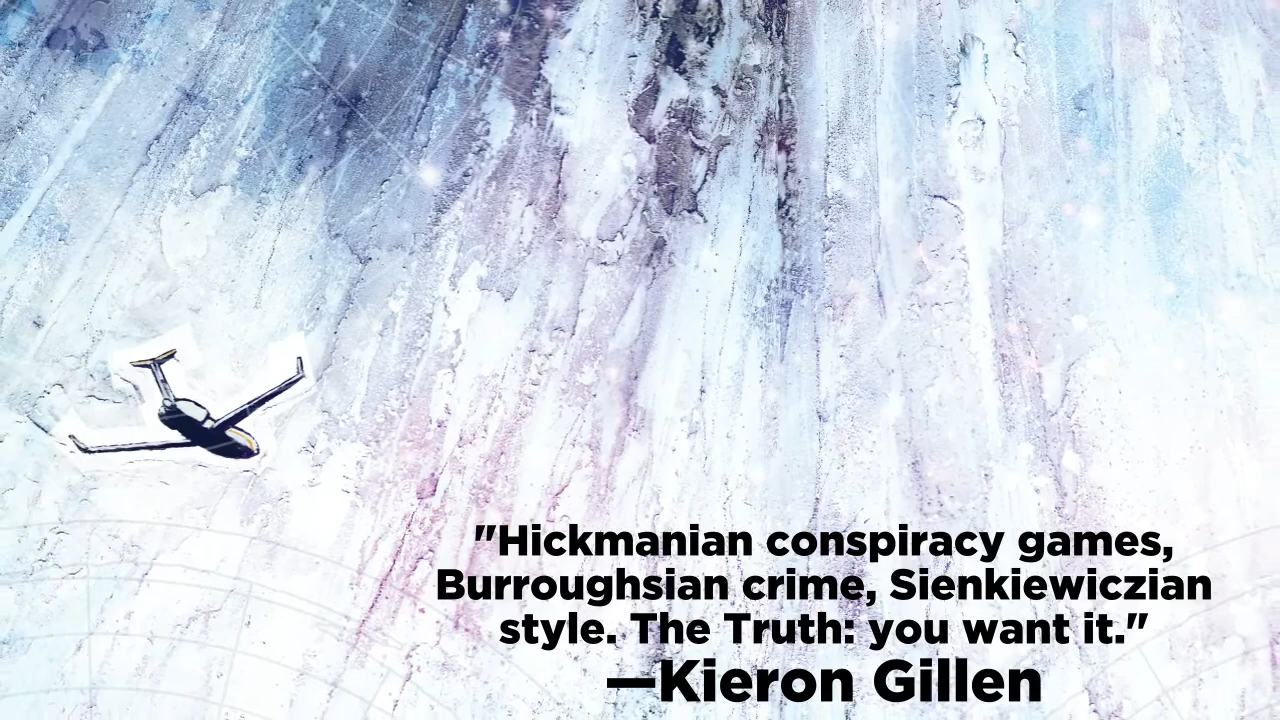 "Hickmanian conspiracy games,
Burroughsian crime, Sienkiewiczian
style. The Truth: you want it."
—Kieron Gillen